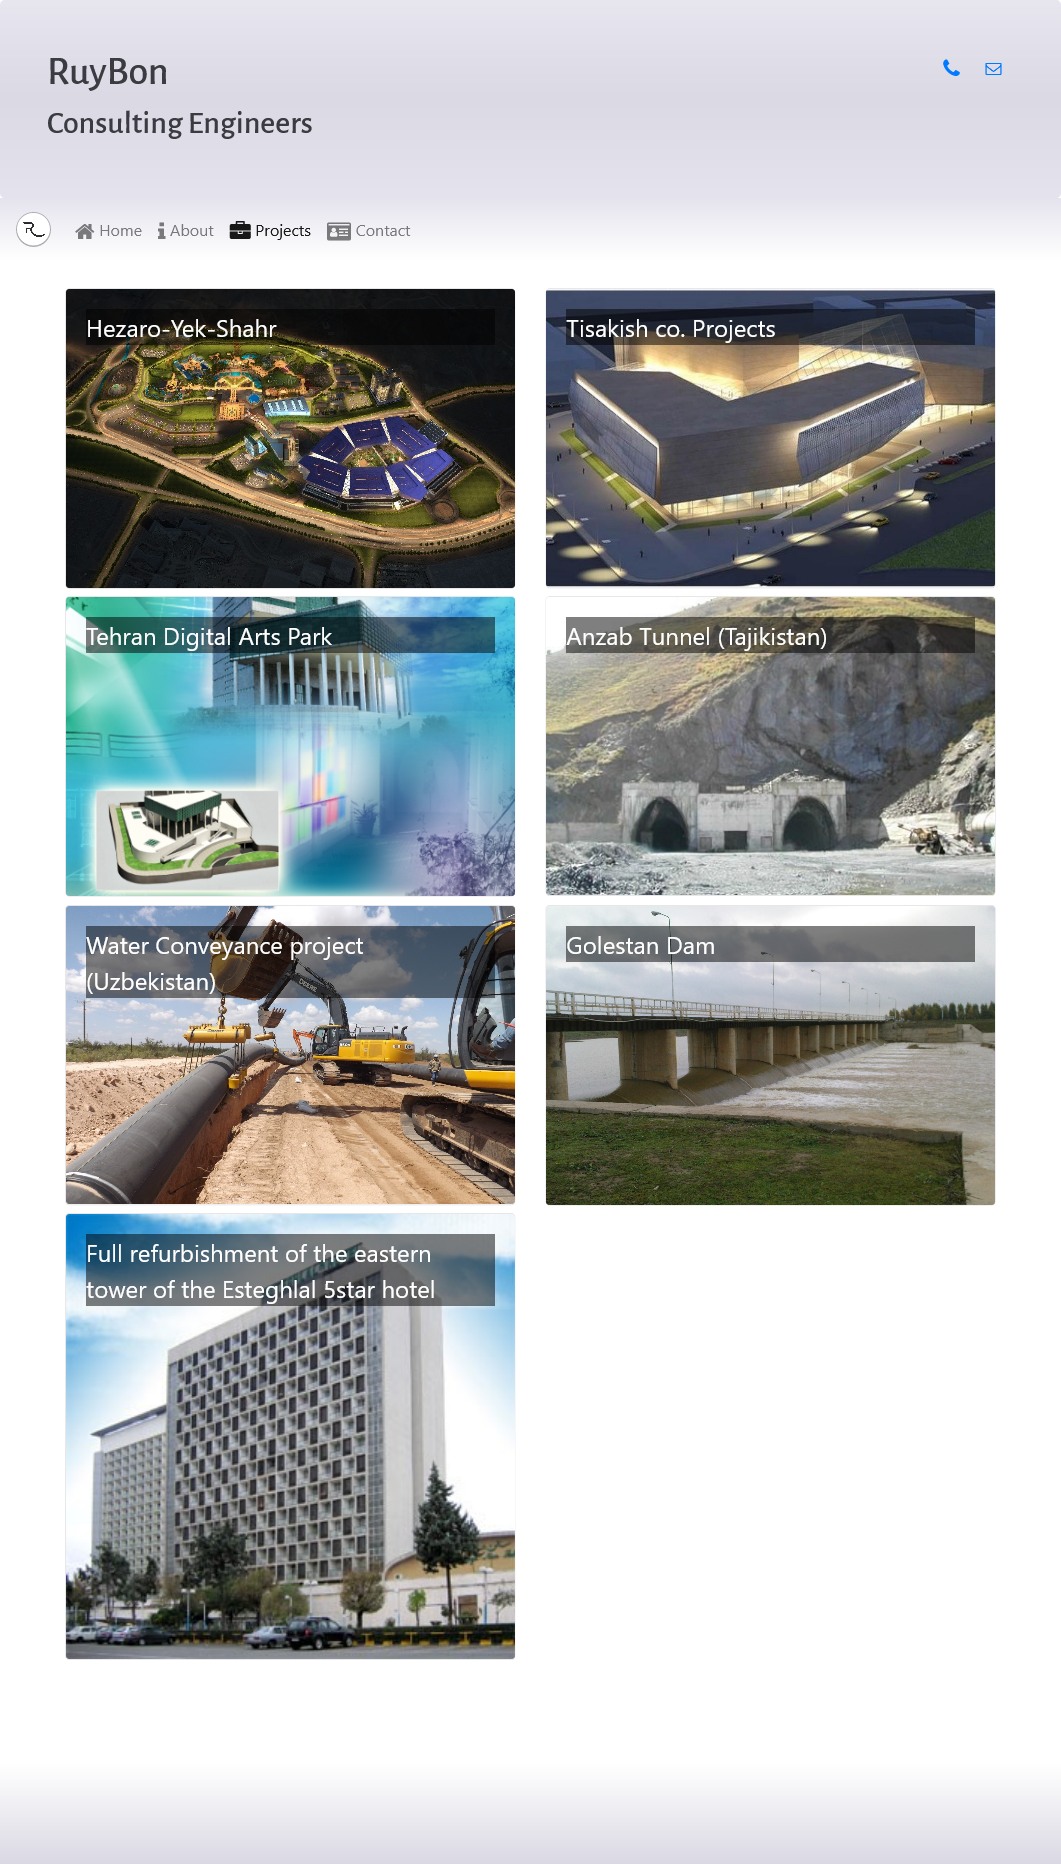 RuyBon
Consulting Engineers
Home
About
Projects
Contact
Hezaro-Yek-Shahr
Tisakish co. Projects
Tehran Digital Arts Park
Anzab Tunnel (Tajikistan)
Water Conveyance project
(Uzbekistan)
Golestan Dam
Full refurbishment of the eastern
tower of the Esteghlal 5star hotel